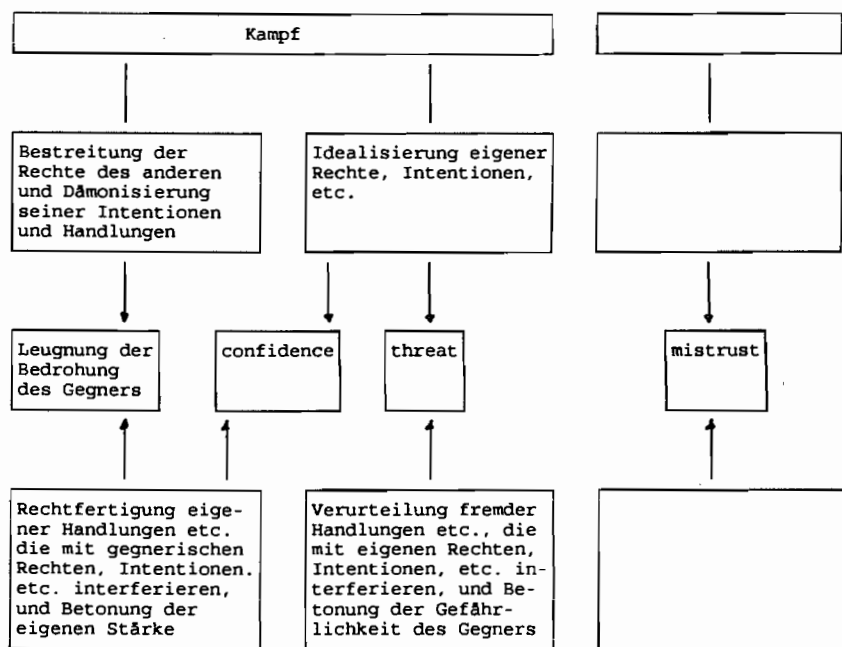 Kampf
Bestreitung der
Rechte des anderen
und Dämonisierung
seiner Intentionen
und Handlungen
Idealisierung eigener
Rechte, Intentionen,
etc.
Leugnung der
Bedrohung
des Gegners
confidence
threat
mistrust
Rechtfertigung eige-
ner Handlungen etc.
die mit gegnerischen
Rechten, Intentionen.
etc. interferieren,
und Betonung der
eigenen Stärke
Verurteilung fremder
Handlungen etc., die
mit eigenen Rechten,
Intentionen, etc. in-
terferieren, und Be-
tonung der Gefähr-
lichkeit des Gegners